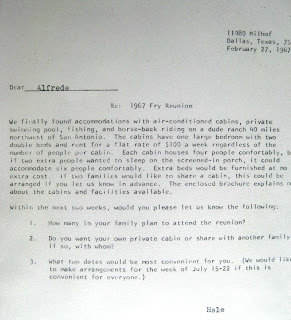 11020 Milhof
Dallas, Texas, 75
February 27, 1967
Dear Alfreda
Re: 1967 Fry Reunion
We finally found accommodations with air-conditioned cabins, private
swimming pool, fishing, and horse-back riding on a dude ranch 40 miles
northwest of San Antonio. The cabins have one large bedroom with two
double beds and rent for a flat rate of $100 a week regardless of the
number of people per cabin. Each cabin houses four people comfortably, b
if two extra people wanted to sleep on the screened-in porch, it could
accommodate six people comfortably. Extra beds would be furnished at no
extra cost. if two families would like to share a cabin, this could be
arranged if you let us know in advance. The enclosed brochure explains m
about the cabins and facilities available.
Within the next two weeks, would you please let us know the following:
1. How many in your family plan to attend the reunion?
2. Do you want your own private cabin or share with another family
if so, with whom?
3. What two dates would be most convenient for you. (We would like
to make arrangements for the week of July 15-22 if this is
convenient for everyone.)
Hale